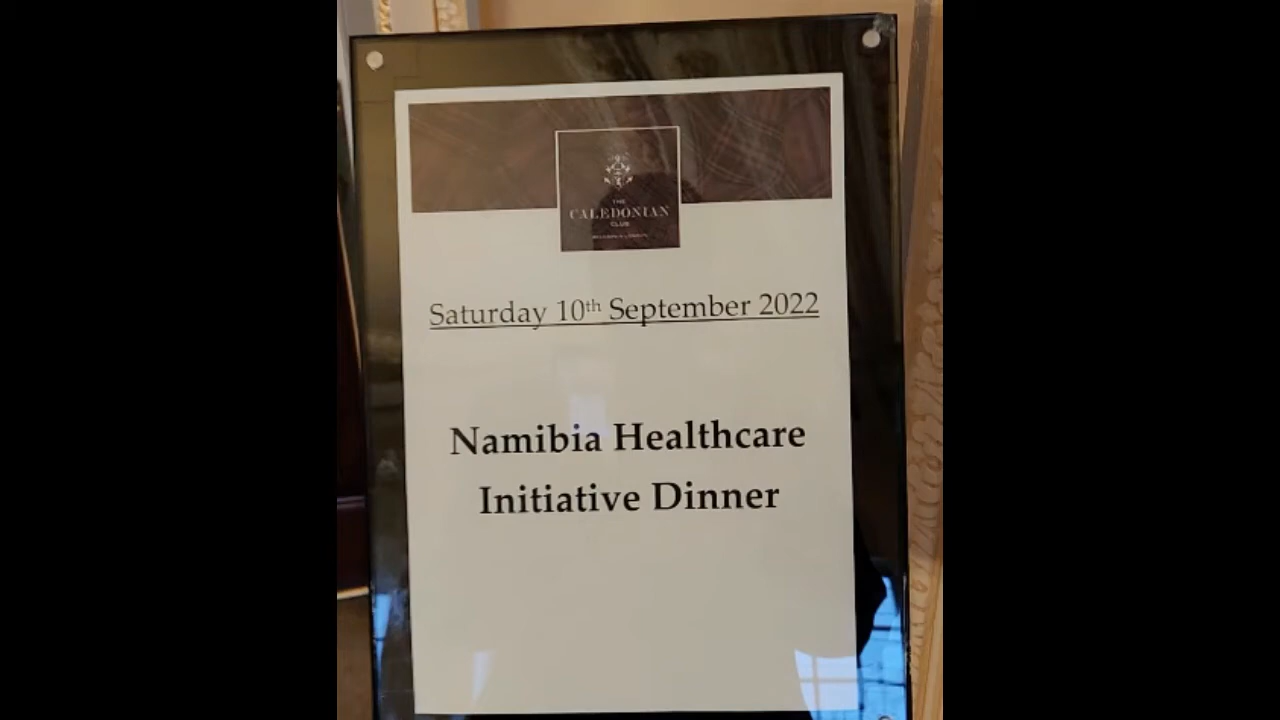 THE
CALEDONIAN
CLUB
Saturday 10th September 2022
Namibia Healthcare
Initiative Dinner